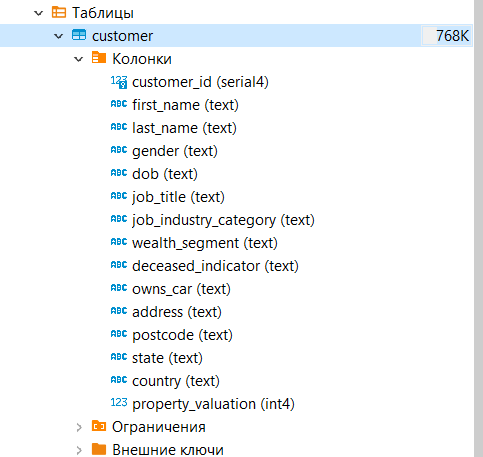 Таблицы
customer 768K
Колонки
123 customer_id (serial4)
ABC first_name (text)
ABC last_name (text)
ABC gender (text)
ABC dob (text)
ABC job_title (text)
ABC job_industry_category (text)
ABC wealth_segment (text)
ABC deceased_indicator (text)
ABC owns_car (text)
ABC address (text)
ABC postcode (text)
ABC state (text)
ABC country (text)
123 property_valuation (int4)
Ограничения
Внешние ключи